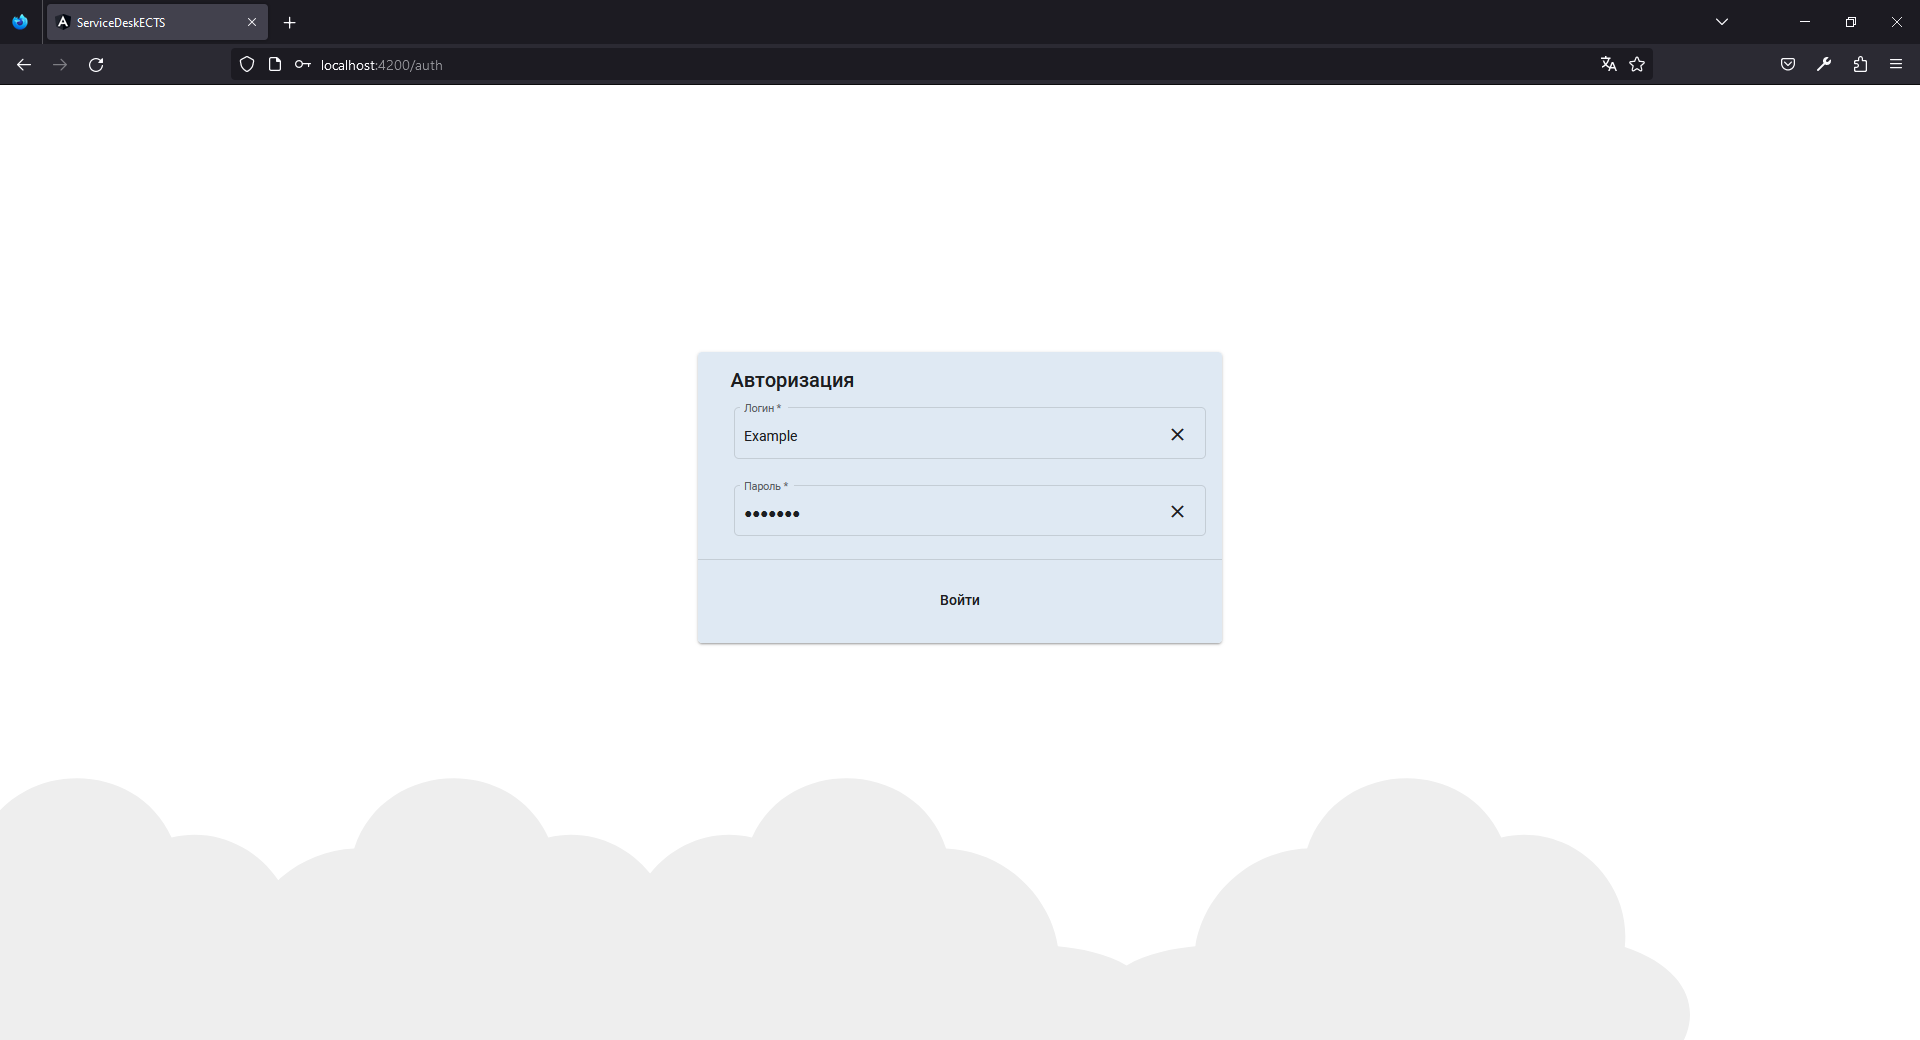 ServiceDeskECTS
localhost:4200/auth
Авторизация
Логин *
Example
Пароль *
•••••••
Войти